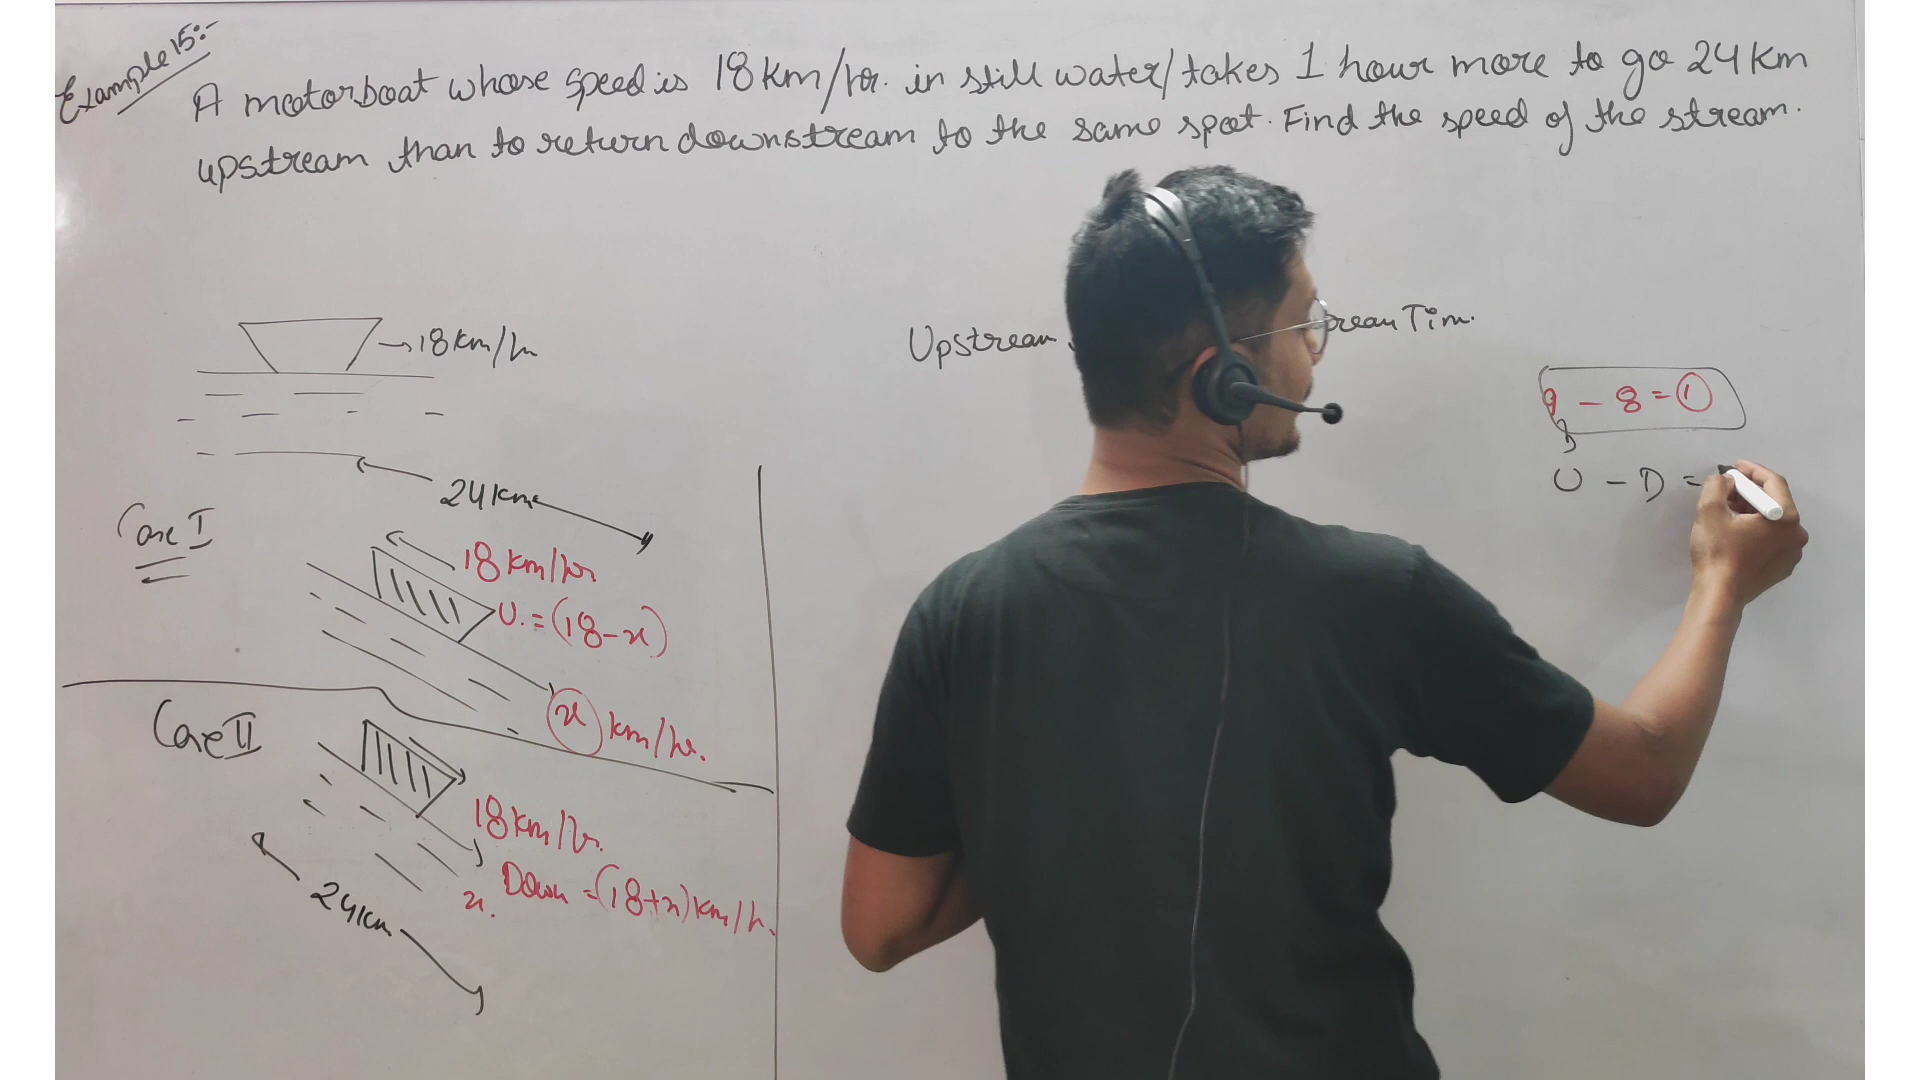 Example 15:-
A motorboat whose speed is 18 km/hr. in still water/takes 1 hour more to go 24 km
upstream than to return downstream to the same spot. Find the speed of the stream.
18 km/h
24 km
Case I
18 km/hr
U. = (18-x)
x km/hr.
Case II
18 km/hr.
x.
Down = (18+x) km/h.
24 km
Upstream
Tim.
9 - 8 = 1
U - D =